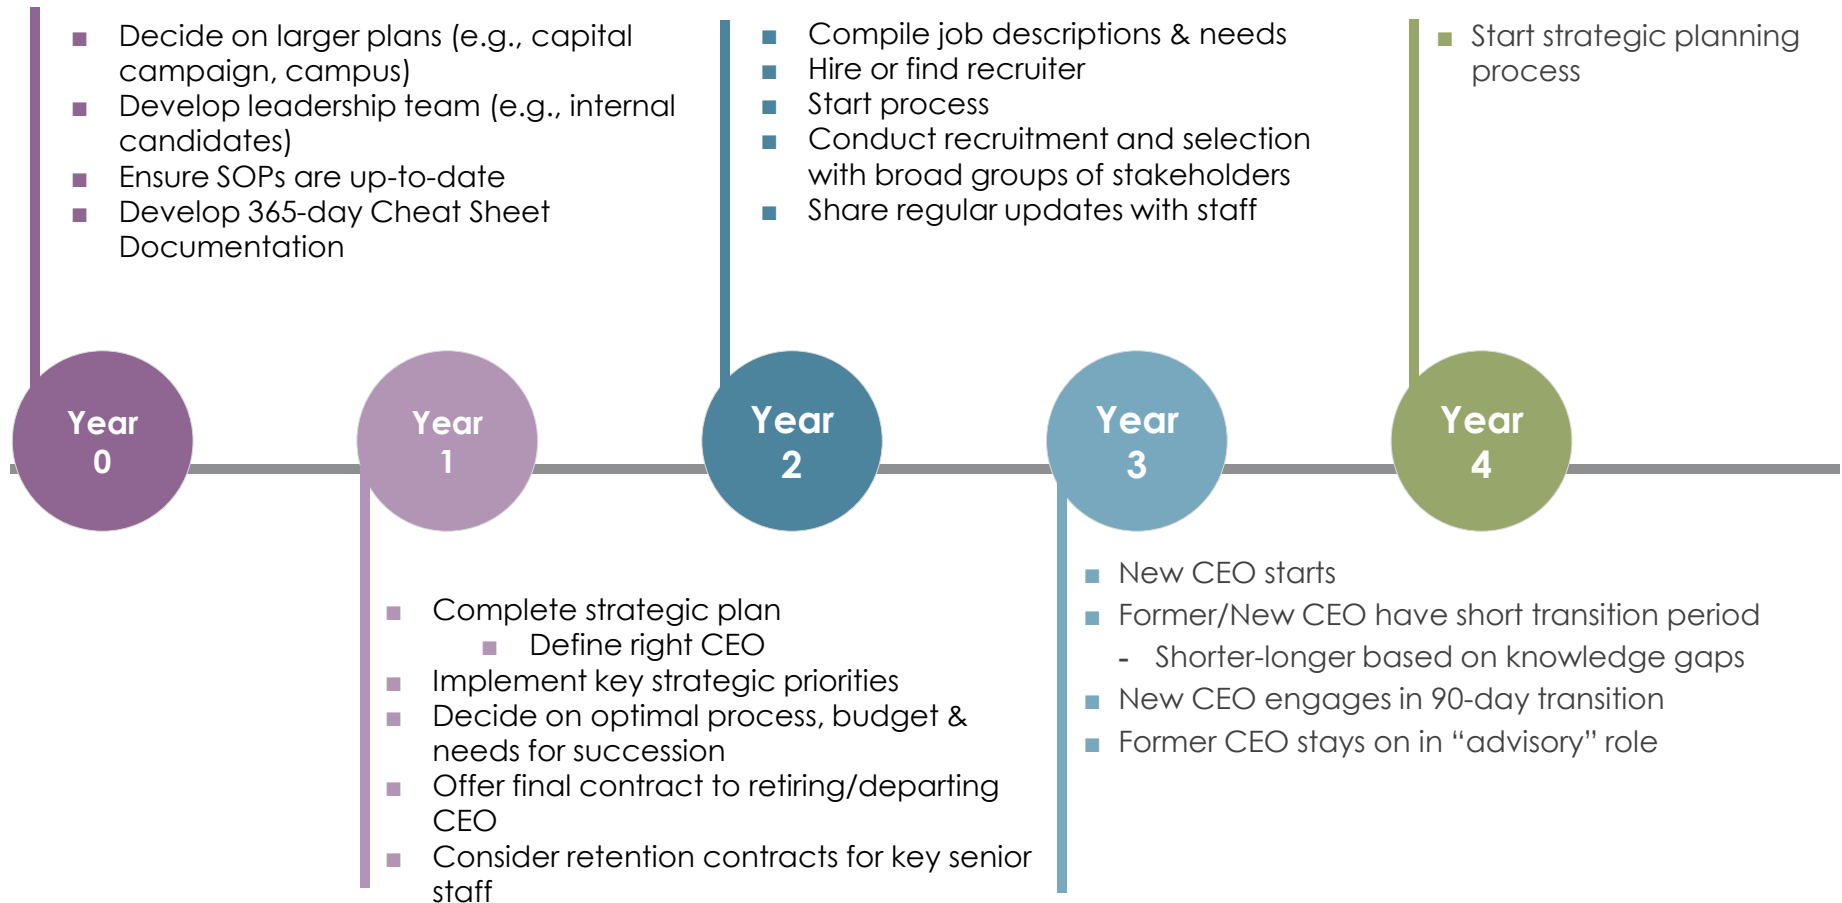 ■ Decide on larger plans (e.g., capital
campaign, campus)
■ Develop leadership team (e.g., internal
candidates)
■ Ensure SOPs are up-to-date
■ Develop 365-day Cheat Sheet
Documentation
■ Compile job descriptions & needs
■ Hire or find recruiter
■ Start process
■ Conduct recruitment and selection
with broad groups of stakeholders
■ Share regular updates with staff
■ Start strategic planning
process
Year
0
Year
1
Year
2
Year
3
Year
4
■ Complete strategic plan
■ Define right CEO
■ Implement key strategic priorities
■ Decide on optimal process, budget &
needs for succession
■ Offer final contract to retiring/departing
CEO
■ Consider retention contracts for key senior
staff
■ New CEO starts
■ Former/New CEO have short transition period
- Shorter-longer based on knowledge gaps
■ New CEO engages in 90-day transition
■ Former CEO stays on in “advisory” role